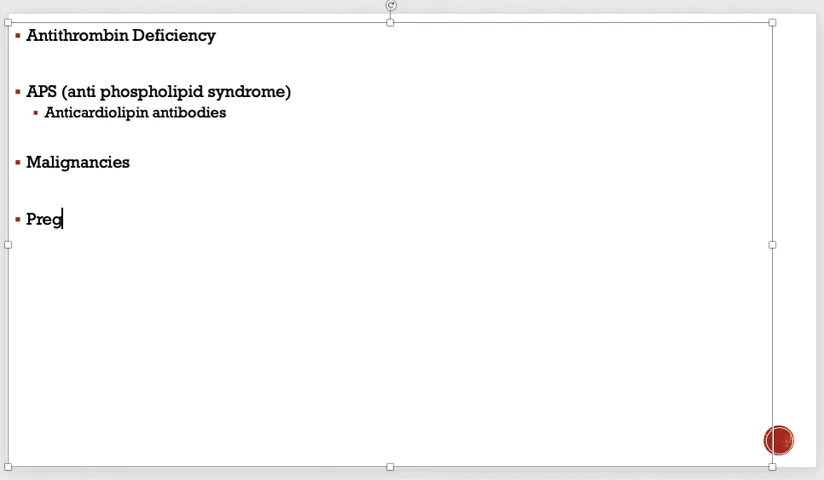 Antithrombin Deficiency
APS (anti phospholipid syndrome)
Anticardiolipin antibodies
Malignancies
Preg